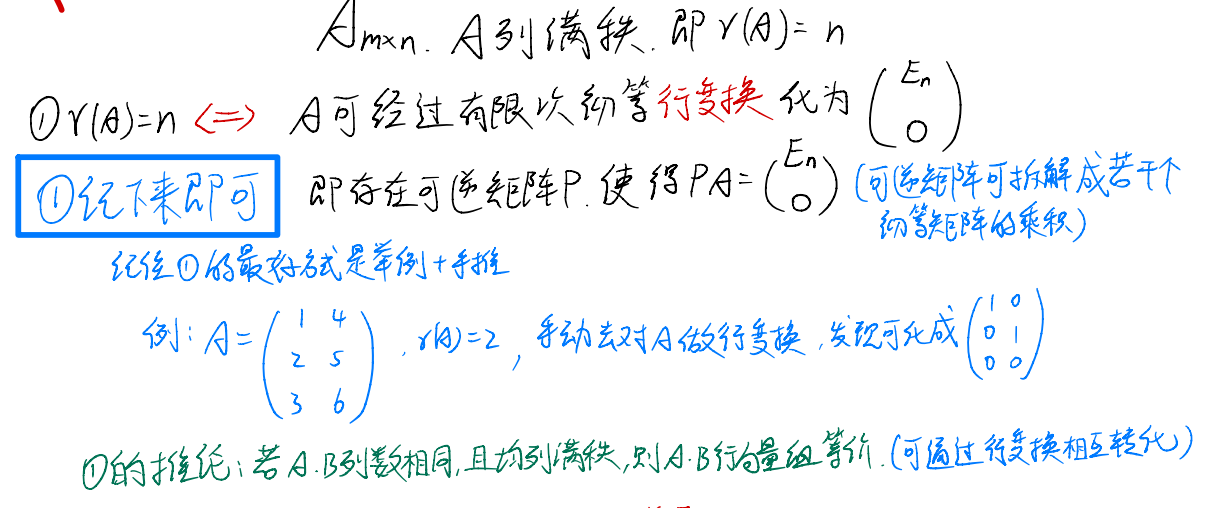 A_{m×n}. A列满秩. 即r(A)=n
①r(A)=n <=> A可经过有限次初等行变换化为(E_n O)
①记下来即可 即存在可逆矩阵P.使得PA=(E_n O) (可逆矩阵可拆解成若干个
初等矩阵的乘积)
记住①的最好方式是举例+手推
例: A=(1 4 2 5 3 6), r(A)=2, 手动去对A做行变换,发现可化成(1 0 0 1 0 0)
①的推论:若A.B列数相同,且均列满秩,则A.B行向量组等价.(可通过行变换相互转化)